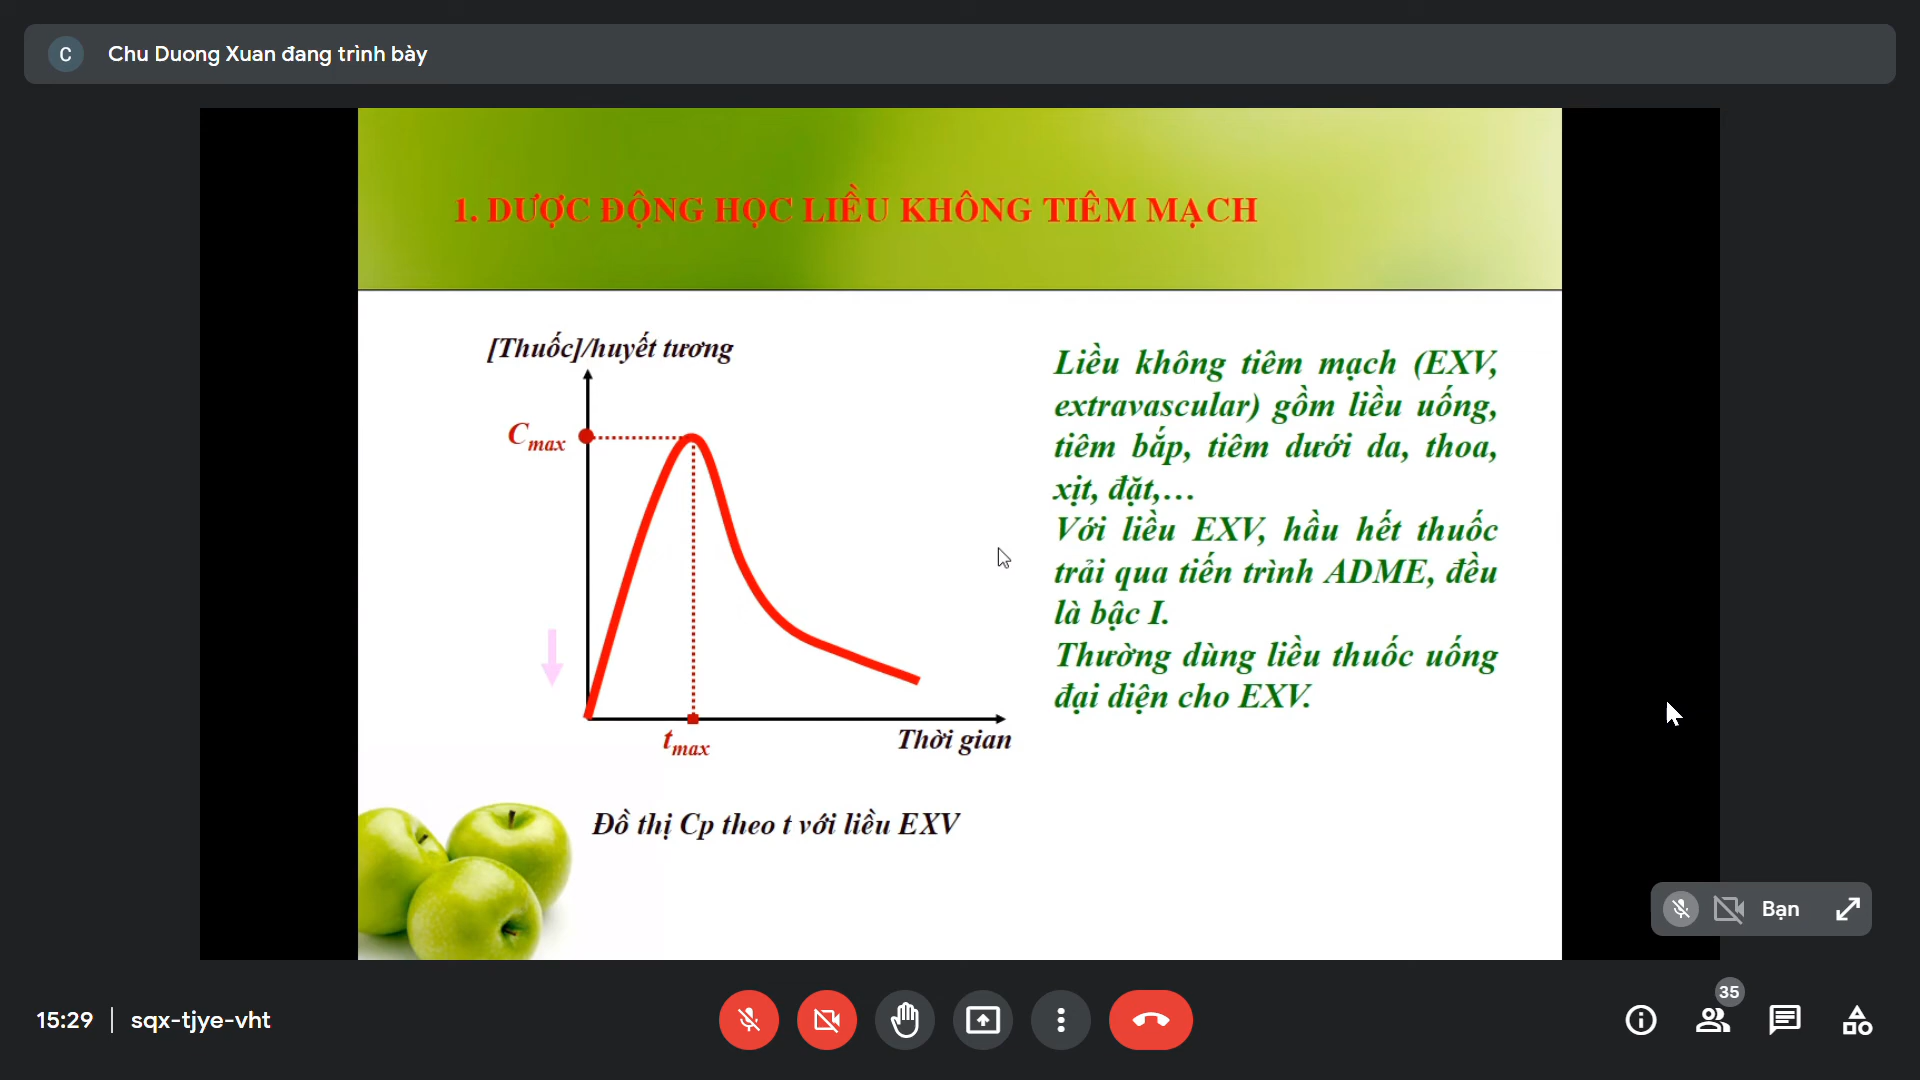 C
Chu Duong Xuan đang trình bày
1. DƯỢC ĐỘNG HỌC LIỀU KHÔNG TIÊM MẠCH
[Thuốc]/huyết tương
Cmax
tmax
Thời gian
Đồ thị Cp theo t với liều EXV
Liều không tiêm mạch (EXV,
extravascular) gồm liều uống,
tiêm bắp, tiêm dưới da, thoa,
xịt, đặt,…
Với liều EXV, hầu hết thuốc
trải qua tiến trình ADME, đều
là bậc I.
Thường dùng liều thuốc uống
đại diện cho EXV.
Bạn
15:29 | sqx-tjye-vht
35